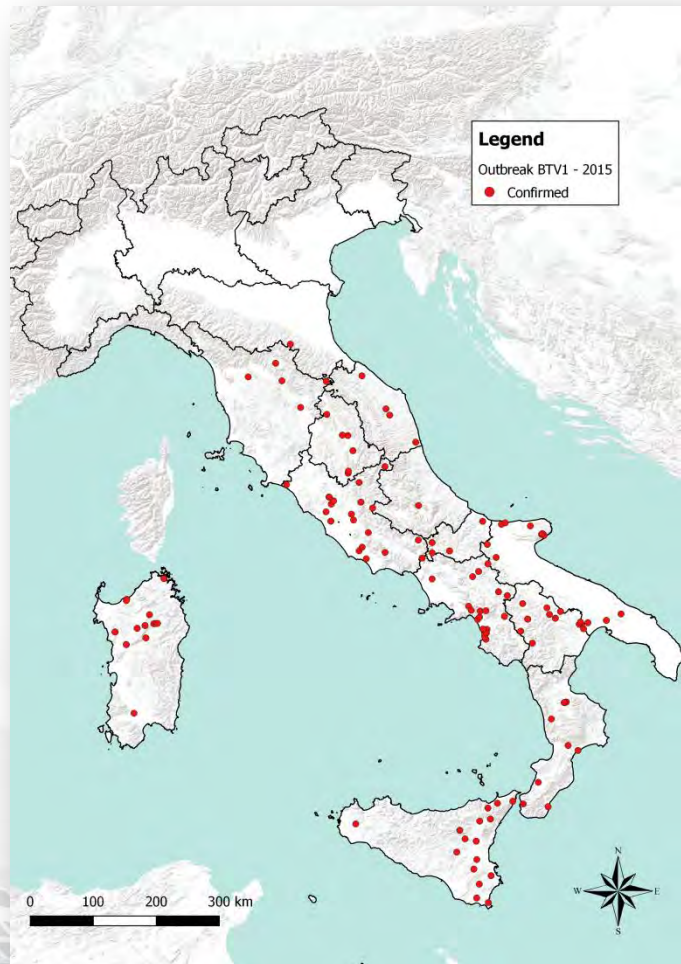 Legend
Outbreak BTV1 - 2015
Confirmed
N
W
E
S
0 100 200 300 km